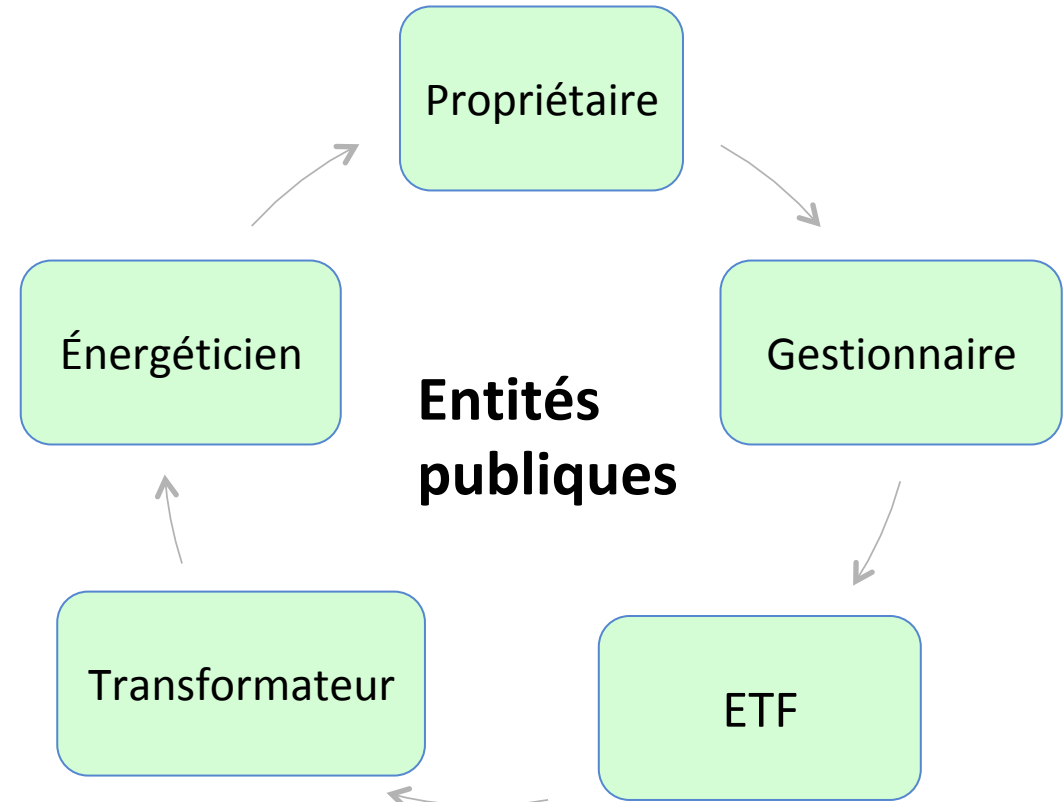 Propriétaire
Gestionnaire
ETF
Transformateur
Énergéticien
Entités
publiques